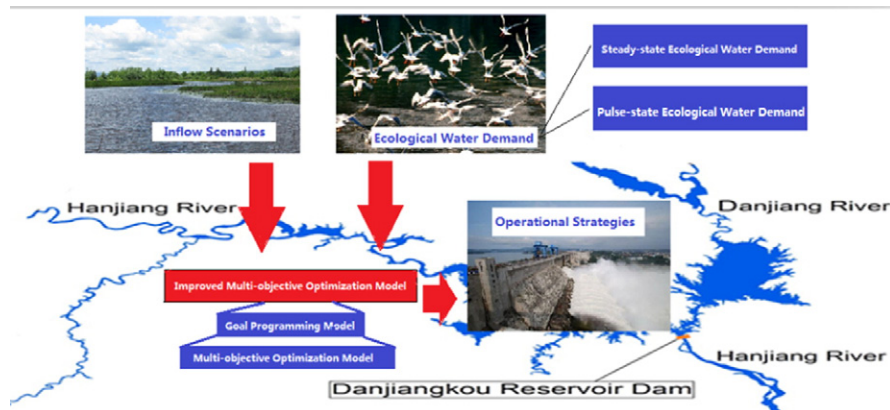 Steady-state Ecological Water Demand
Pulse-state Ecological Water Demand
Inflow Scenarios
Ecological Water Demand
Hanjiang River
Danjiang River
Operational Strategies
Improved Multi-objective Optimization Model
Goal Programming Model
Multi-objective Optimization Model
Hanjiang River
Danjiangkou Reservoir Dam